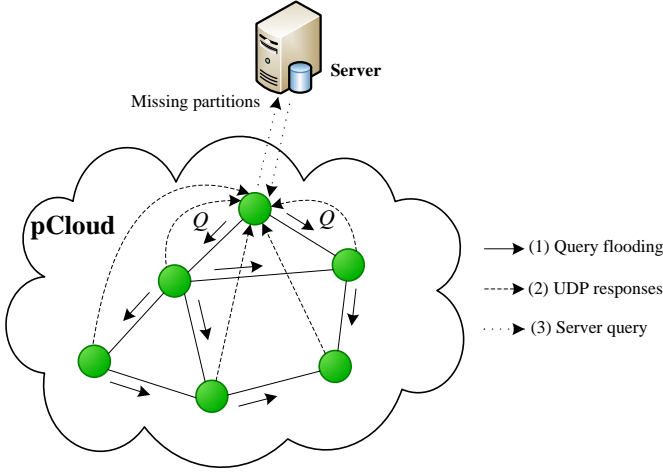 Server
Missing partitions
Q
Q
pCloud
(1) Query flooding
(2) UDP responses
(3) Server query